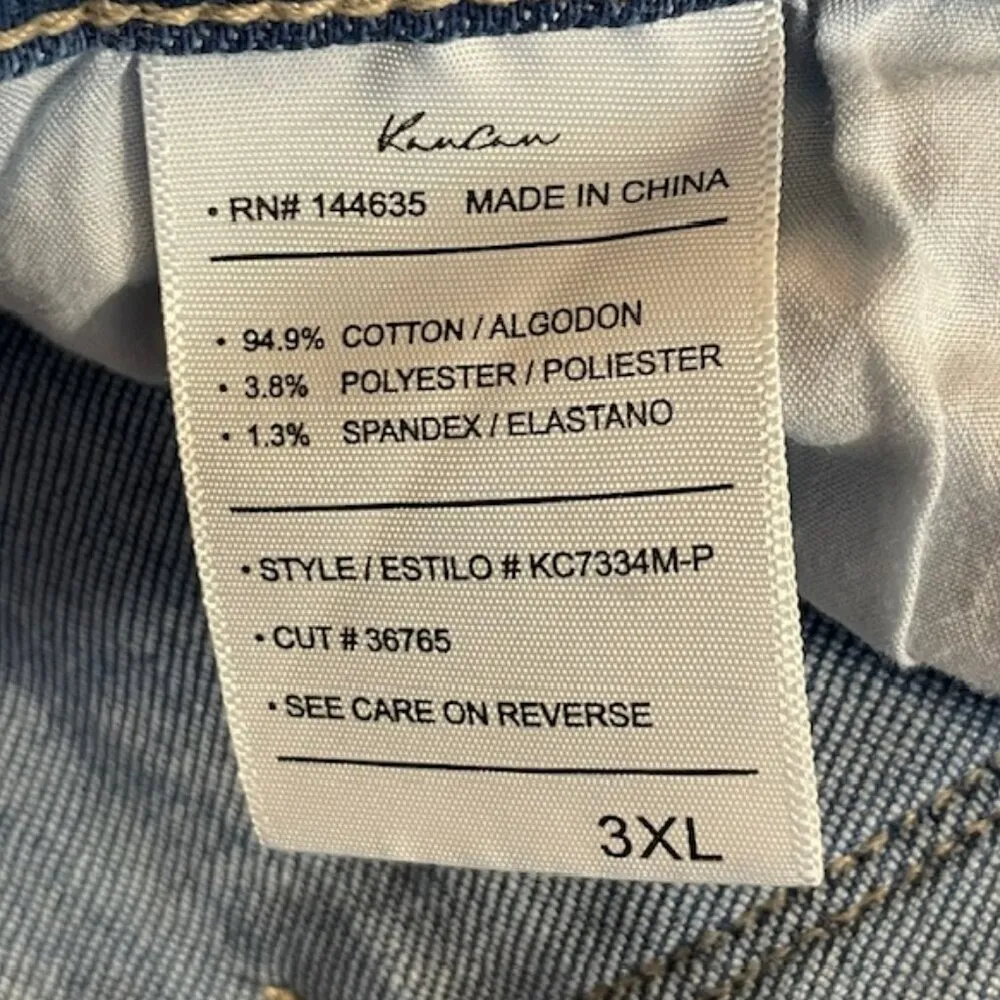 KanCan
• RN# 144635 MADE IN CHINA
• 94.9% COTTON / ALGODON
• 3.8% POLYESTER / POLIESTER
• 1.3% SPANDEX / ELASTANO
• STYLE / ESTILO # KC7334M-P
• CUT # 36765
• SEE CARE ON REVERSE
3XL